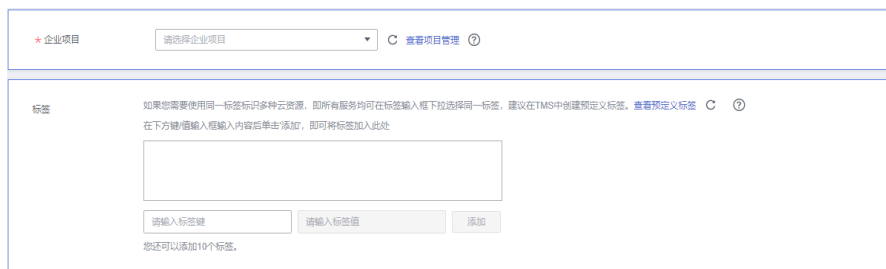 * 企业项目 请选择企业项目 查看项目管理 ?
标签 如果您需要使用同一标签标识多种云资源，即所有服务均可在标签输入框下拉选择同一标签，建议在TMS中创建预定义标签。查看预定义标签 ?
在下方键/值输入框输入内容后单击'添加'，即可将标签加入此处
请输入标签键 请输入标签值 添加
您还可以添加10个标签。